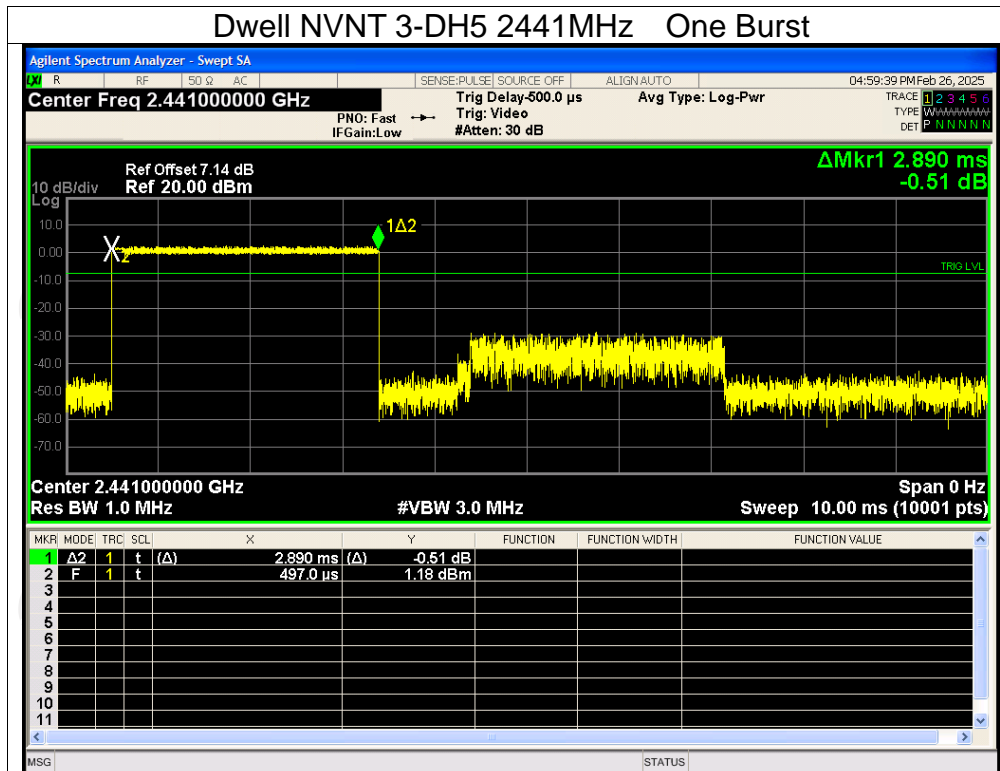 Dwell NVNT 3-DH5 2441MHz One Burst
Agilent Spectrum Analyzer - Swept SA
LXI R RF 50 Ω AC SENSE:PULSE SOURCE OFF ALIGNAUTO 04:59:39 PM Feb 26, 2025
Center Freq 2.441000000 GHz
PNO: Fast
IFGain:Low
Trig Delay-500.0 µs
Trig: Video
#Atten: 30 dB
Avg Type: Log-Pwr
TRACE 1 2 3 4 5 6
TYPE WWWWWW
DET P N N N N N
ΔMkr1 2.890 ms
-0.51 dB
Ref Offset 7.14 dB
10 dB/div Ref 20.00 dBm
Log
10.0
0.00
-10.0
-20.0
-30.0
-40.0
-50.0
-60.0
-70.0
1Δ2
2
TRIG LVL
Center 2.441000000 GHz Span 0 Hz
Res BW 1.0 MHz #VBW 3.0 MHz Sweep 10.00 ms (10001 pts)
MKR MODE TRC SCL X Y FUNCTION FUNCTION WIDTH FUNCTION VALUE
1 Δ2 1 t (Δ) 2.890 ms (Δ) -0.51 dB
2 F 1 t 497.0 µs 1.18 dBm
3
4
5
6
7
8
9
10
11
MSG STATUS